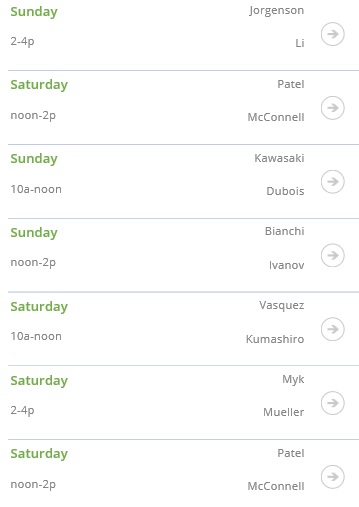 Sunday
Jorgenson
2-4p
Li
Saturday
Patel
noon-2p
McConnell
Sunday
Kawasaki
10a-noon
Dubois
Sunday
Bianchi
noon-2p
Ivanov
Saturday
Vasquez
10a-noon
Kumashiro
Saturday
Myk
2-4p
Mueller
Saturday
Patel
noon-2p
McConnell